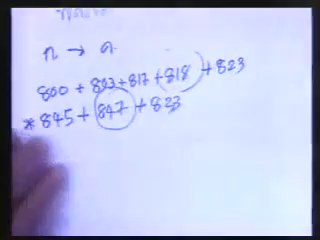 n → a
800 + 803 + 817 + 818 + 823
* 845 + 847 + 823